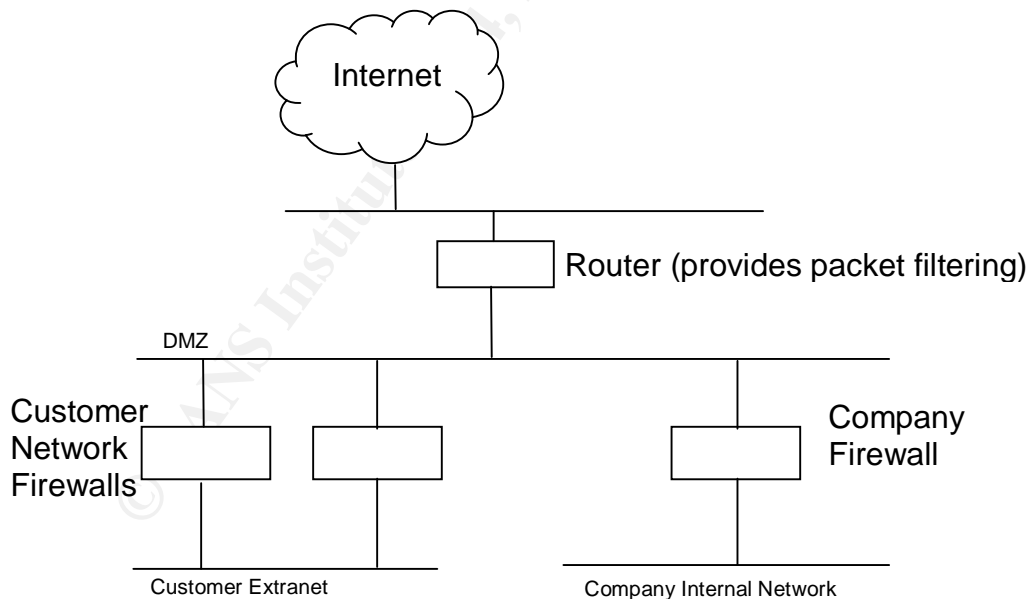 Internet
Router (provides packet filtering)
DMZ
Customer
Network
Firewalls
Company
Firewall
Customer Extranet
Company Internal Network